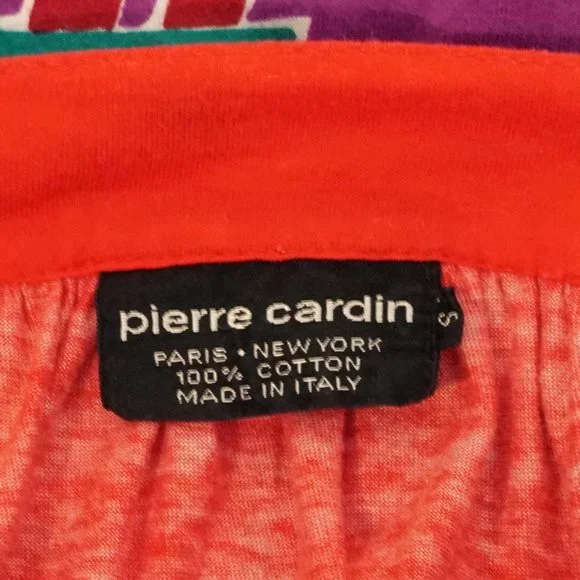 pierre cardin
PARIS • NEW YORK
100% COTTON
MADE IN ITALY
S